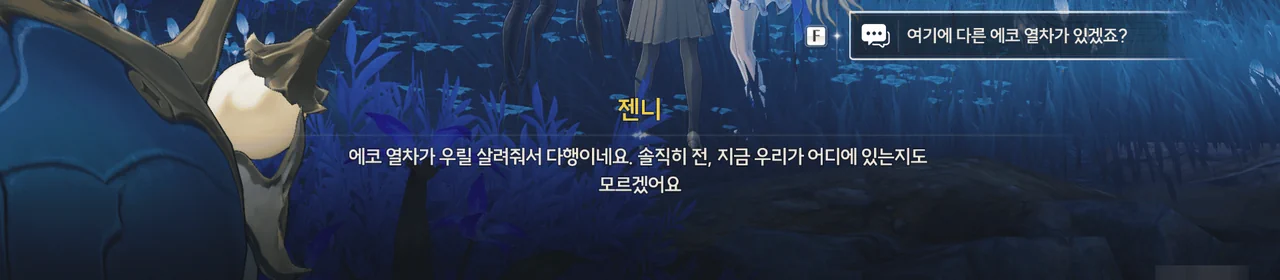 F
여기에 다른 에코 열차가 있겠죠?
젠니
에코 열차가 우릴 살려줘서 다행이네요. 솔직히 전, 지금 우리가 어디에 있는지도
모르겠어요